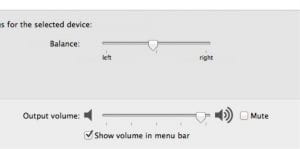 s for the selected device:
Balance:
left right
Output volume: Mute
Show volume in menu bar